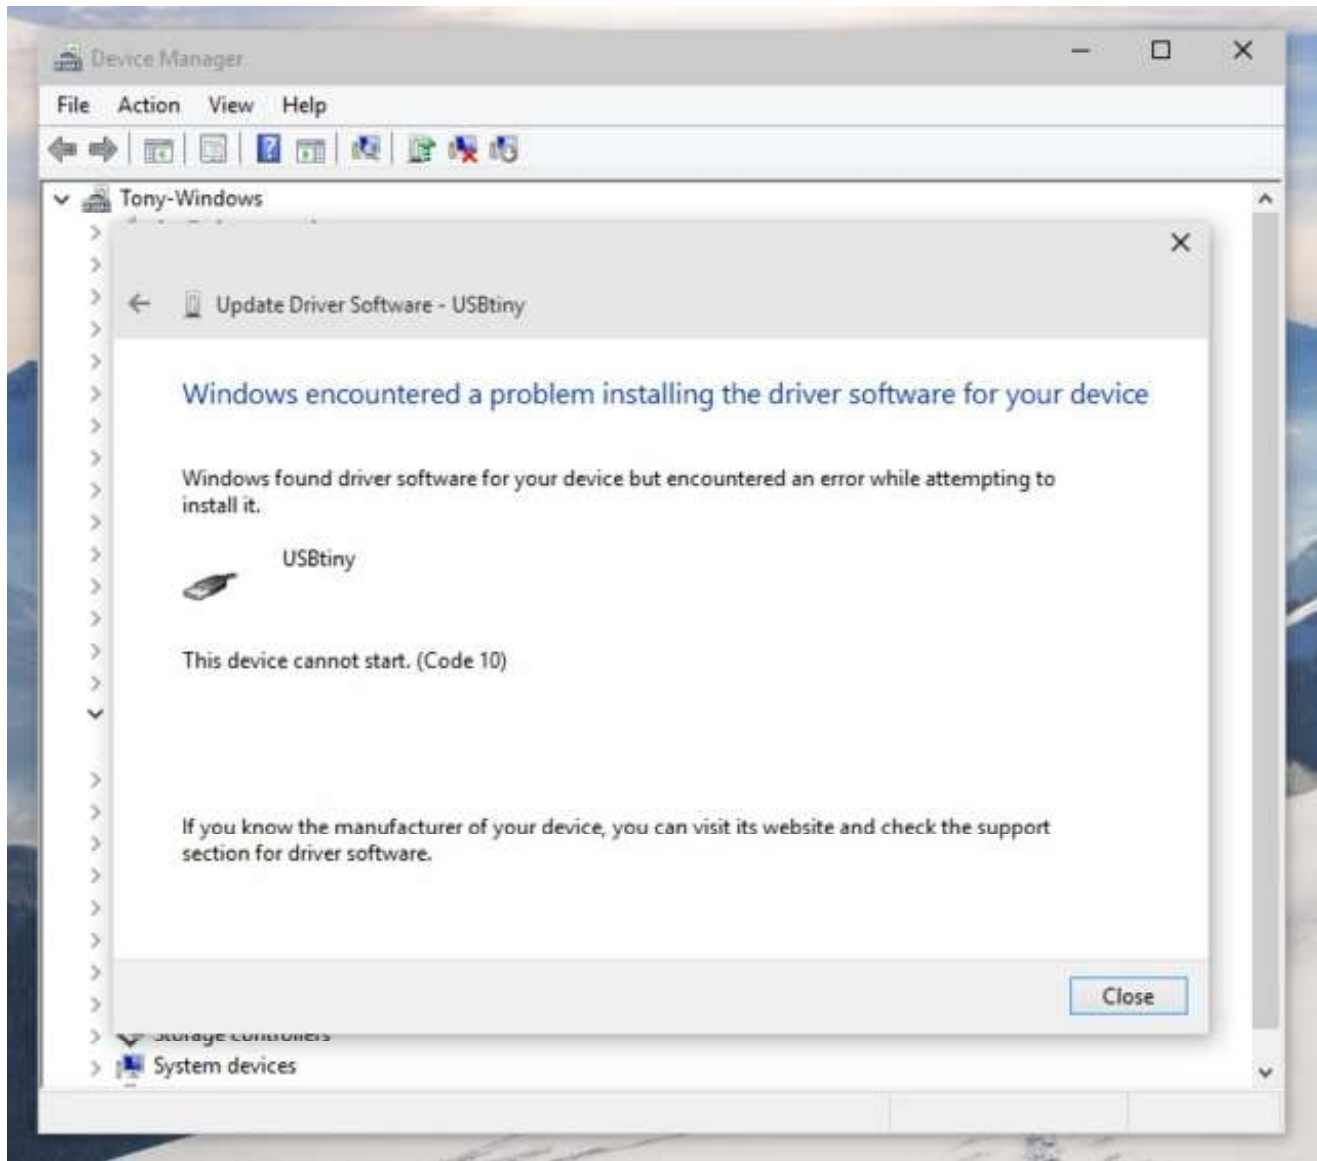 Device Manager
File Action View Help
Tony-Windows
Update Driver Software - USBtiny
Windows encountered a problem installing the driver software for your device
Windows found driver software for your device but encountered an error while attempting to
install it.
USBtiny
This device cannot start. (Code 10)
If you know the manufacturer of your device, you can visit its website and check the support
section for driver software.
Close
Storage controllers
System devices